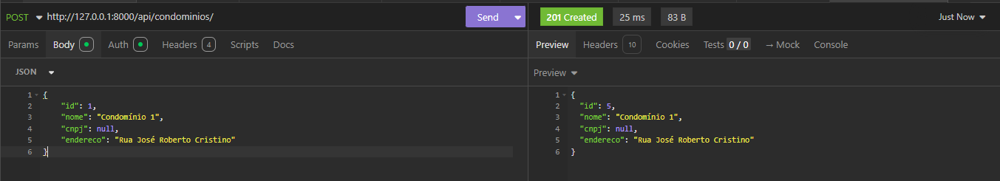 POST http://127.0.0.1:8000/api/condominios/ Send 201 Created 25 ms 83 B Just Now
Params Body Auth Headers 4 Scripts Docs Preview Headers 10 Cookies Tests 0 / 0 → Mock Console
JSON Preview
1 {
2 "id": 1,
3 "nome": "Condomínio 1",
4 "cnpj": null,
5 "endereco": "Rua José Roberto Cristino"
6 }
1 {
2 "id": 5,
3 "nome": "Condomínio 1",
4 "cnpj": null,
5 "endereco": "Rua José Roberto Cristino"
6 }